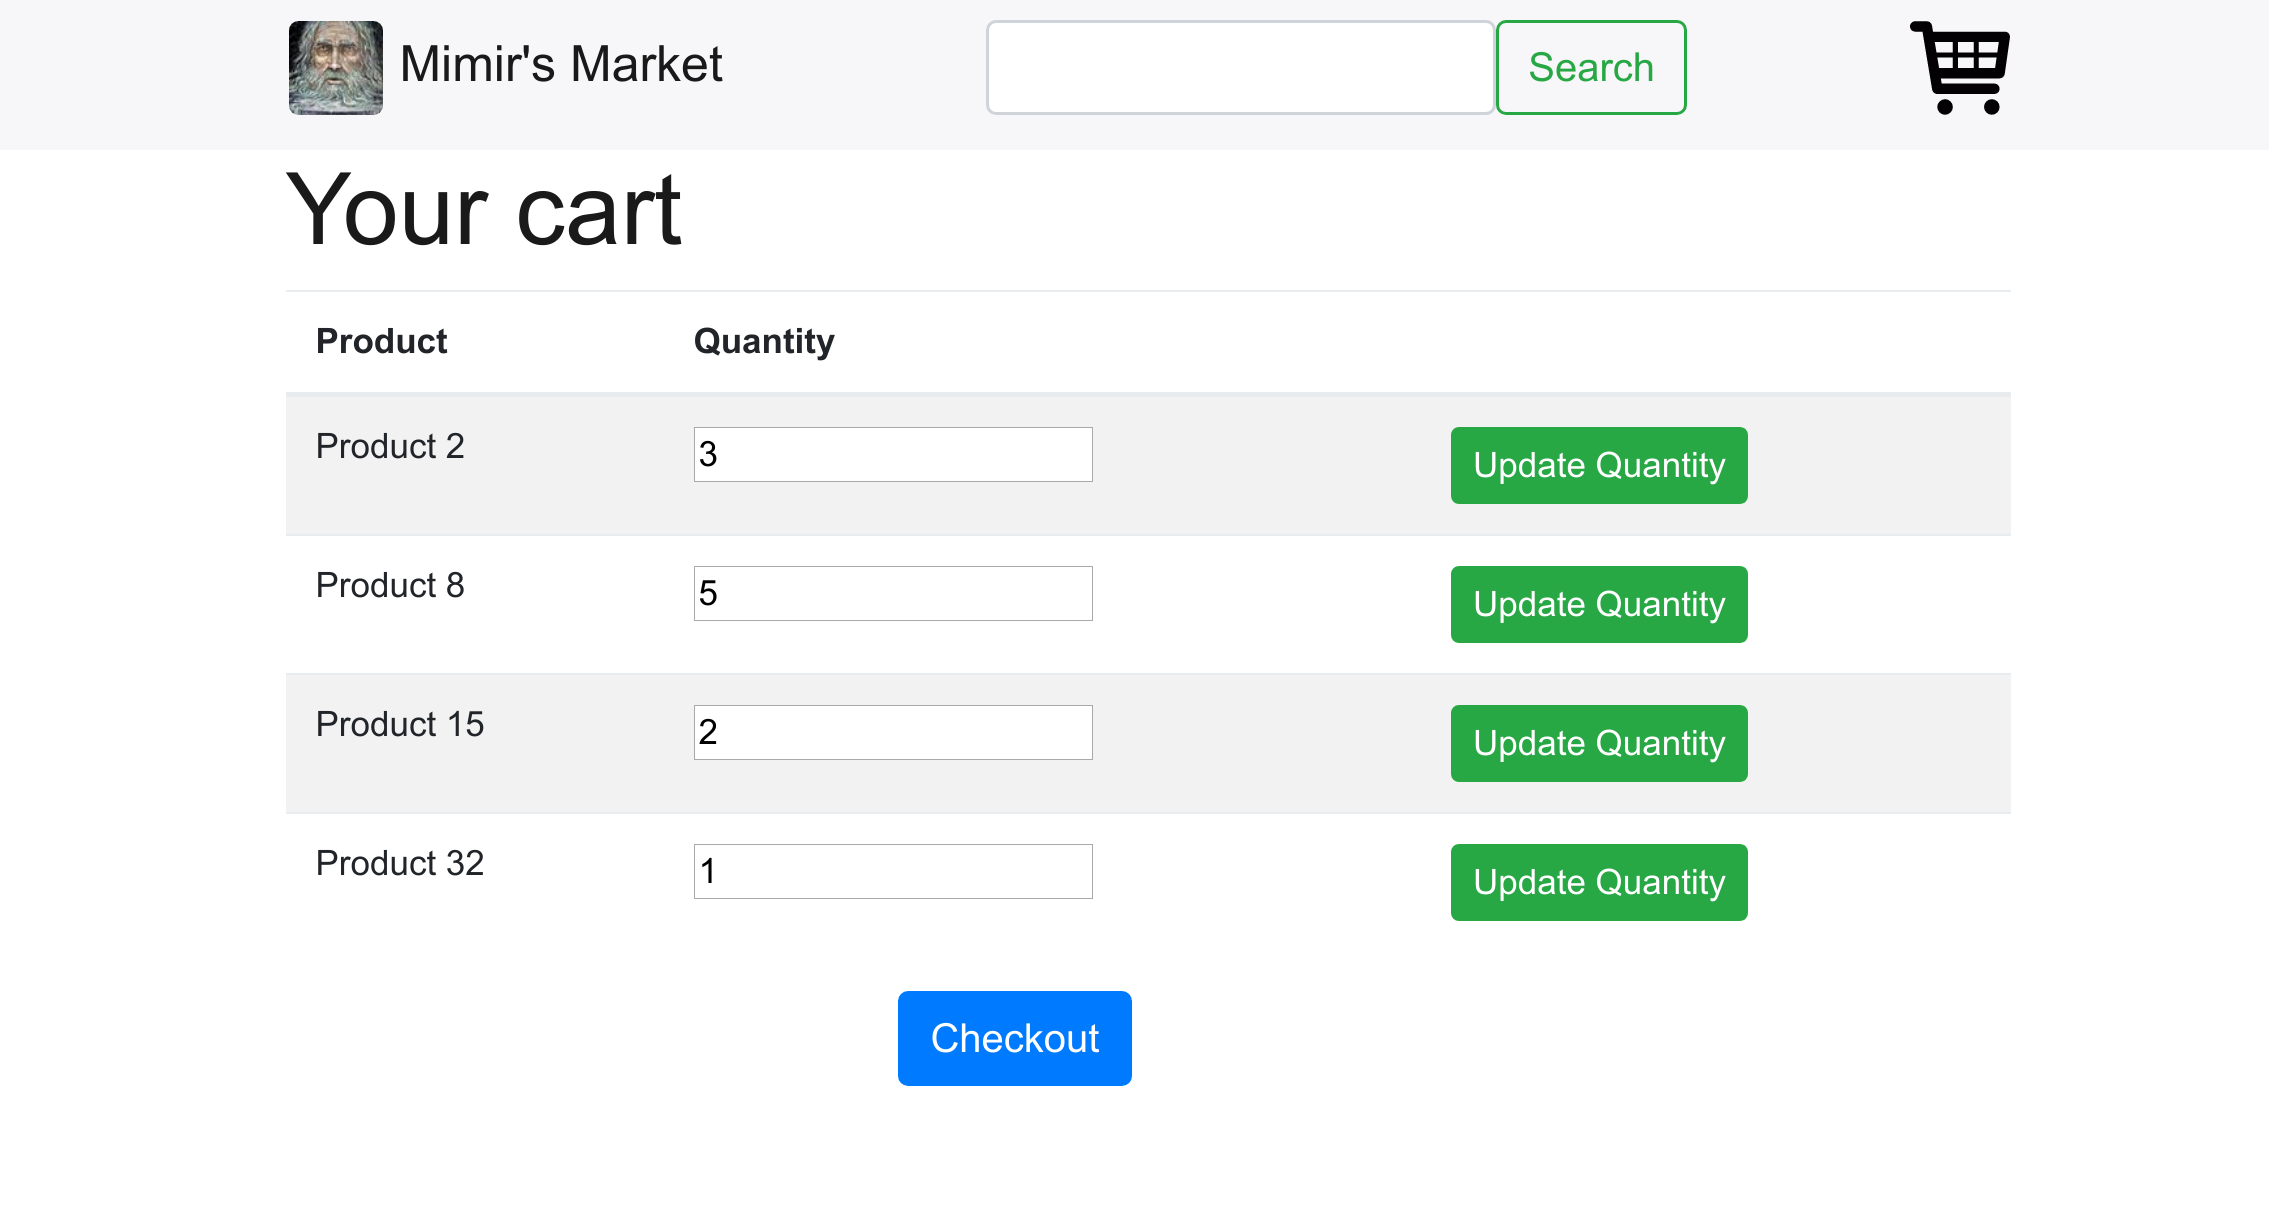 Mimir's Market
Search
Your cart
Product Quantity
Product 2 3 Update Quantity
Product 8 5 Update Quantity
Product 15 2 Update Quantity
Product 32 1 Update Quantity
Checkout